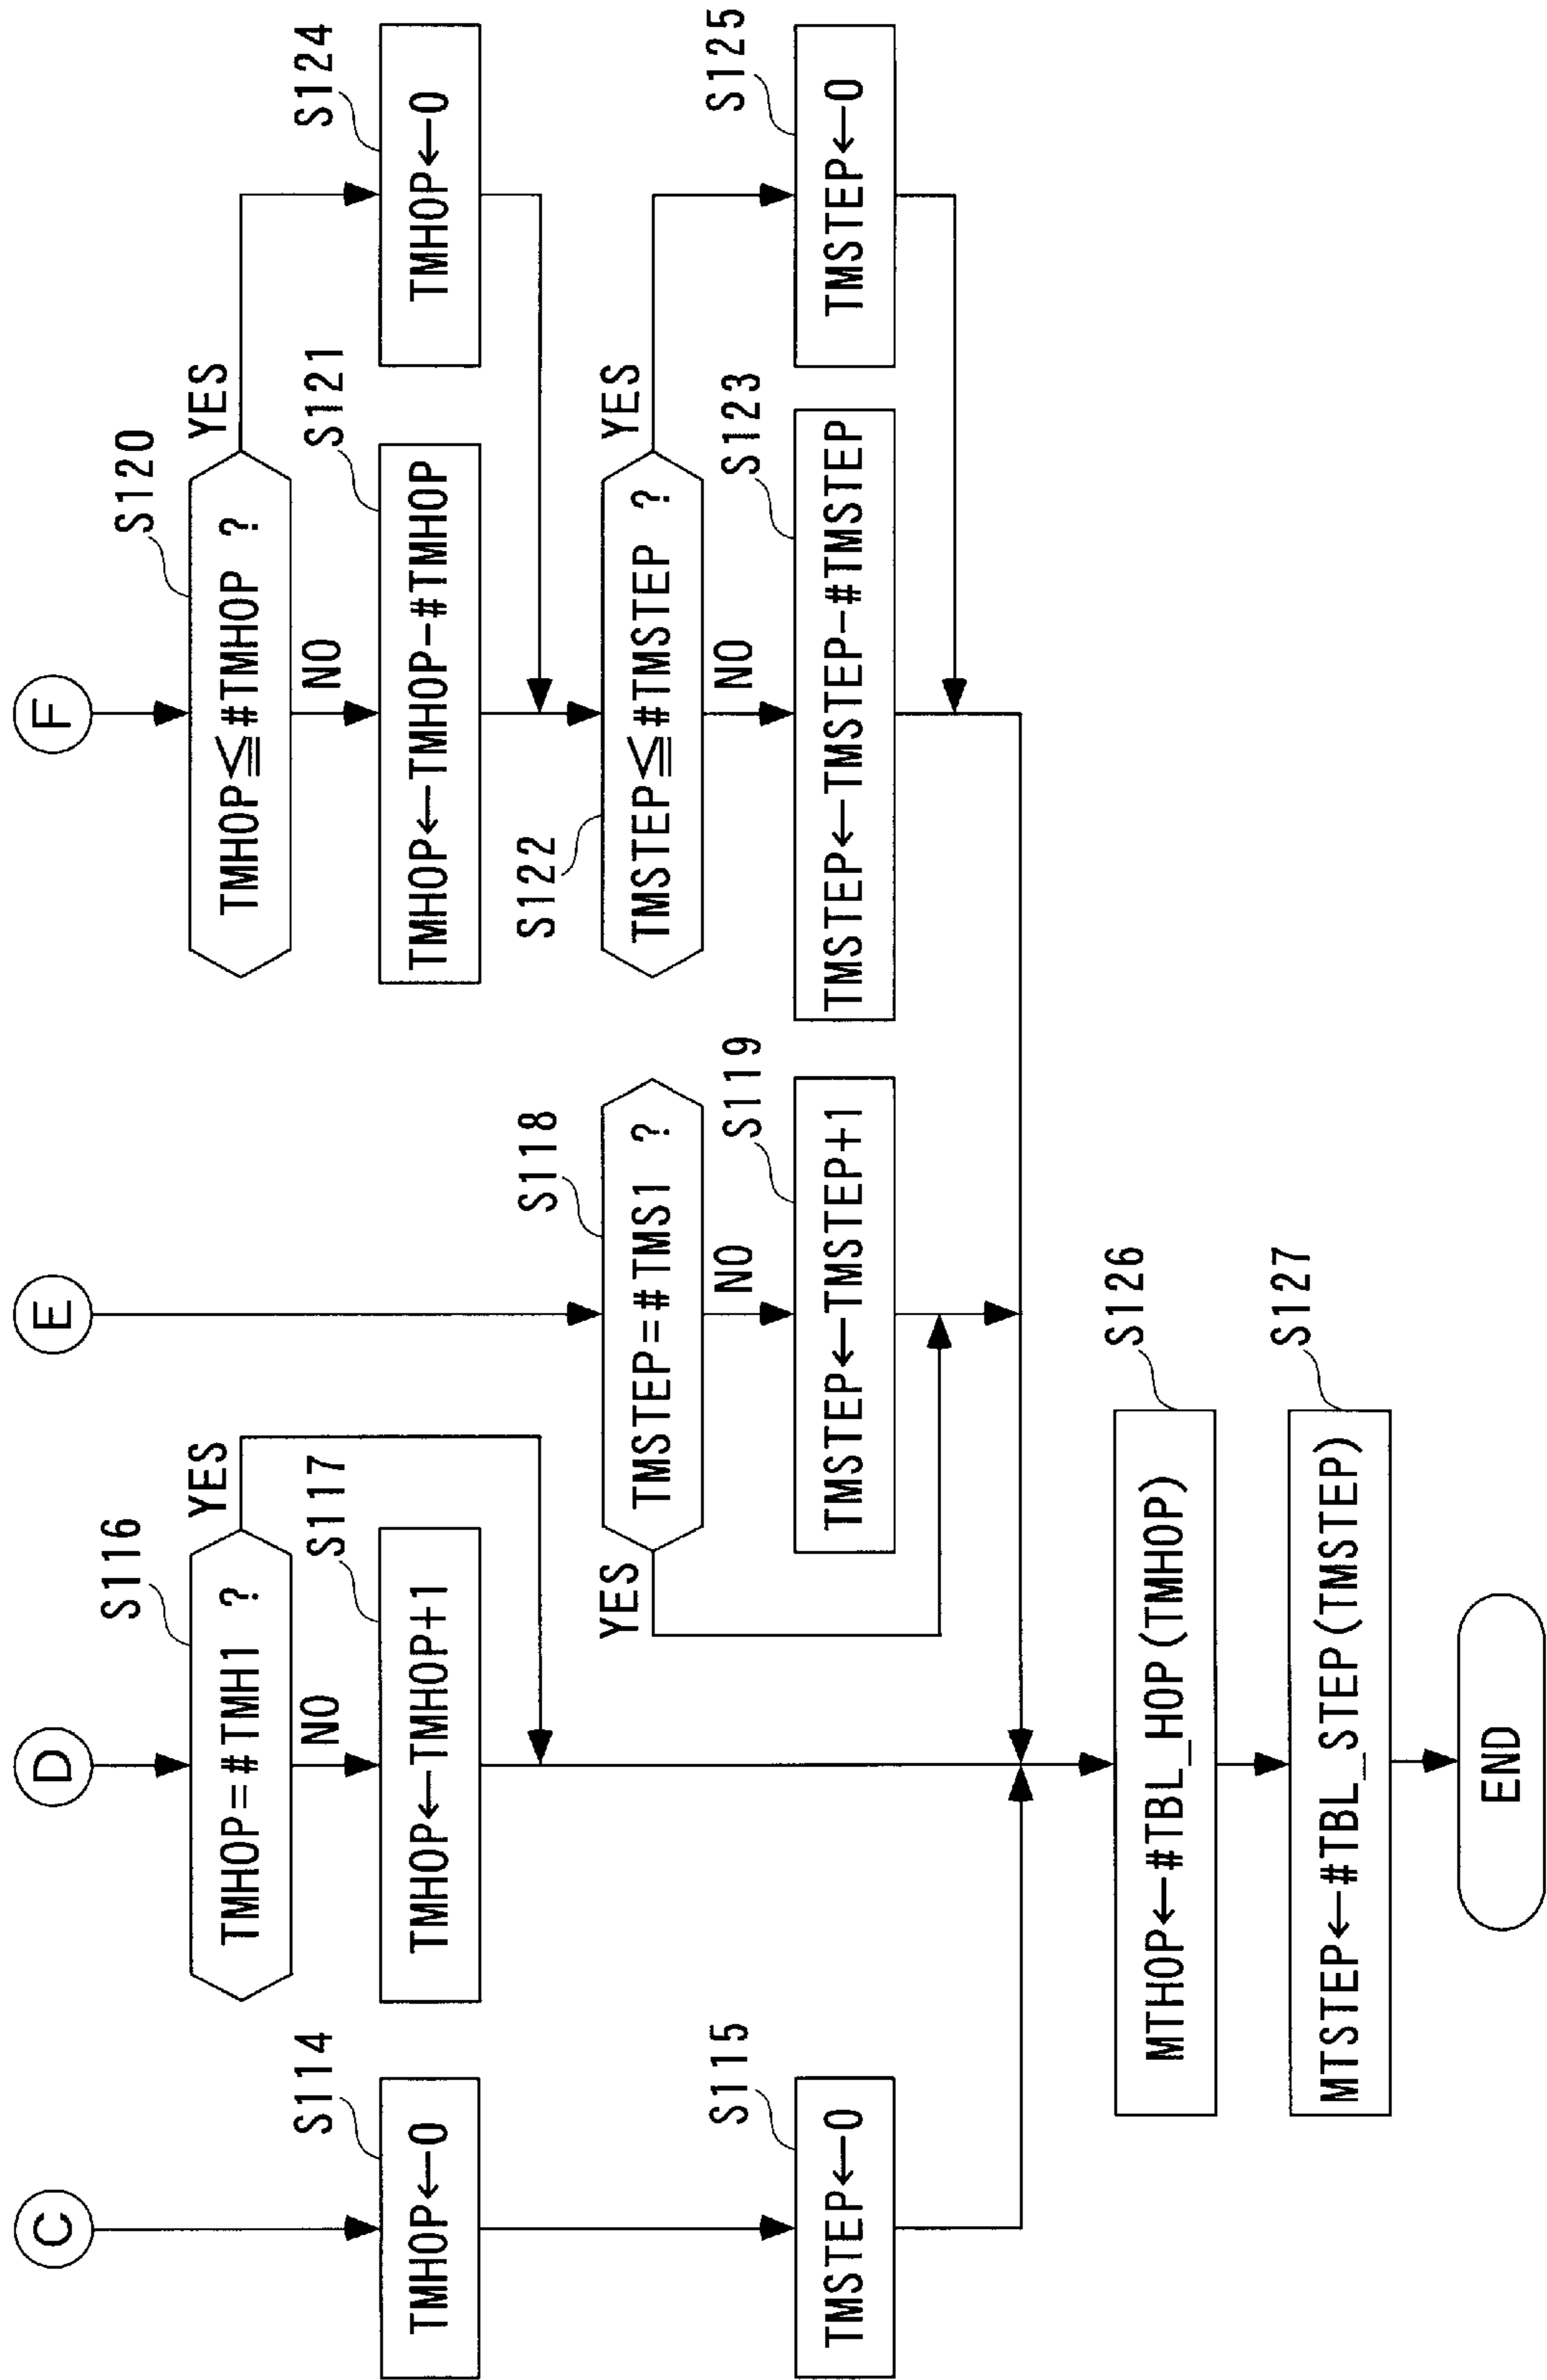 C
S114
TMHOP←0
S115
TMSTEP←0
D
S116
TMHOP=#TMH1 ?
YES
NO
S117
TMHOP←TMHOP+1
E
S118
TMSTEP=#TMS1 ?
YES
NO
S119
TMSTEP←TMSTEP+1
F
S120
TMHOP≦#TMHOP ?
YES
NO
S121
TMHOP←TMHOP-#TMHOP
S124
TMHOP←0
S122
TMSTEP≦#TMSTEP ?
YES
NO
S123
TMSTEP←TMSTEP-#TMSTEP
S125
TMSTEP←0
S126
MTHOP←#TBL_HOP(TMHOP)
S127
MTSTEP←#TBL_STEP(TMSTEP)
END